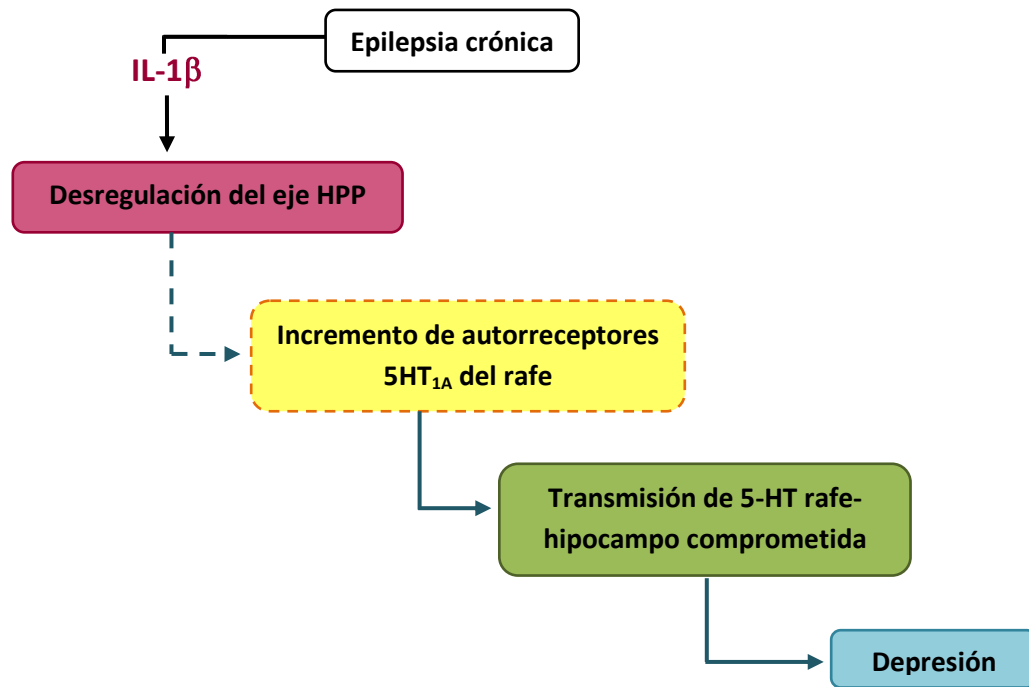 Epilepsia crónica
IL-1β
Desregulación del eje HPP
Incremento de autorreceptores
5HT₁ₐ del rafe
Transmisión de 5-HT rafe-
hipocampo comprometida
Depresión